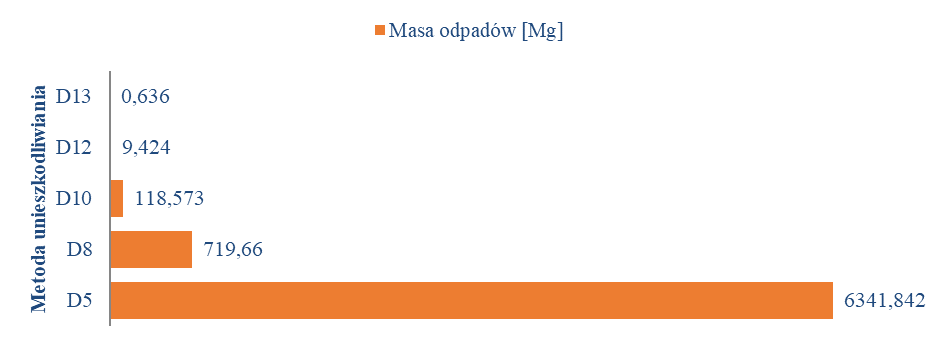 Masa odpadów [Mg]
Metoda unieszkodliwiania
D13 0,636
D12 9,424
D10 118,573
D8 719,66
D5 6341,842